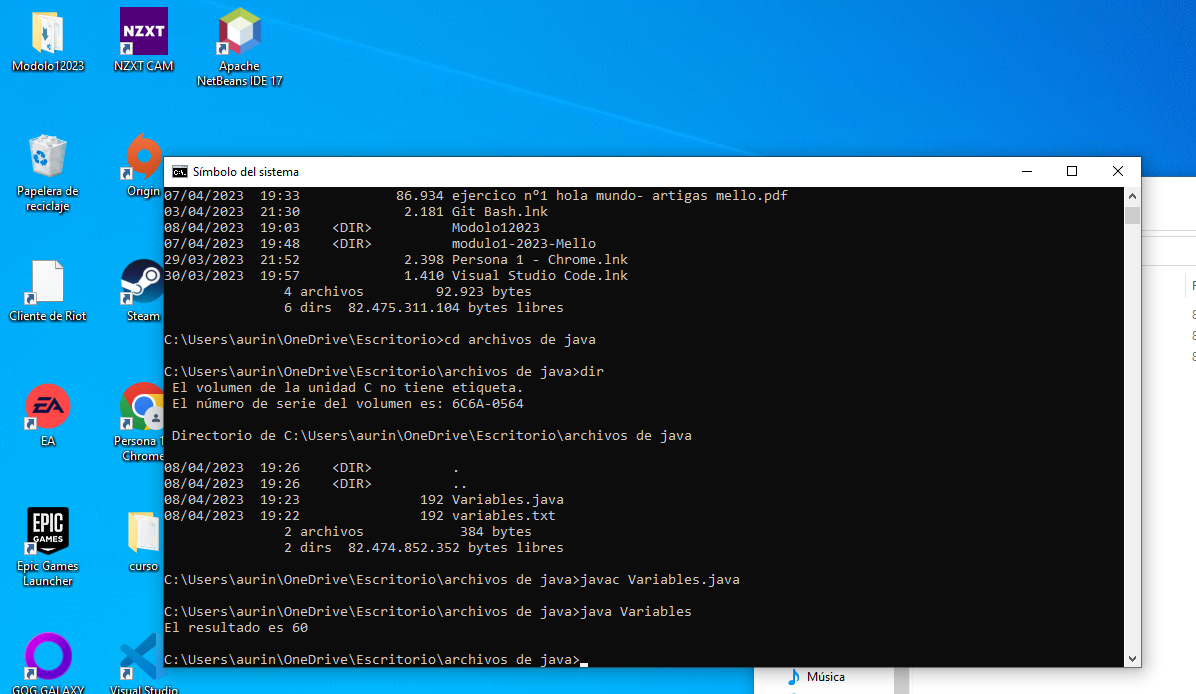 Modolo12023
NZXT
NZXT CAM
Apache
NetBeans IDE 17
Papelera de
reciclaje
Origin
Cliente de Riot
Steam
EA
EA
Persona 1
Chrome
EPIC
GAMES
Epic Games
Launcher
curso
GOG GALAXY
Visual Studio
C:\.
Símbolo del sistema
07/04/2023  19:33            86.934 ejercico nº1 hola mundo- artigas mello.pdf
03/04/2023  21:30             2.181 Git Bash.lnk
08/04/2023  19:03    <DIR>          Modolo12023
07/04/2023  19:48    <DIR>          modulo1-2023-Mello
29/03/2023  21:52             2.398 Persona 1 - Chrome.lnk
30/03/2023  19:57             1.410 Visual Studio Code.lnk
4 archivos         92.923 bytes
6 dirs  82.475.311.104 bytes libres
C:\Users\aurin\OneDrive\Escritorio>cd archivos de java
C:\Users\aurin\OneDrive\Escritorio\archivos de java>dir
El volumen de la unidad C no tiene etiqueta.
El número de serie del volumen es: 6C6A-0564
Directorio de C:\Users\aurin\OneDrive\Escritorio\archivos de java
08/04/2023  19:26    <DIR>          .
08/04/2023  19:26    <DIR>          ..
08/04/2023  19:23               192 Variables.java
08/04/2023  19:22               192 variables.txt
2 archivos            384 bytes
2 dirs  82.474.852.352 bytes libres
C:\Users\aurin\OneDrive\Escritorio\archivos de java>javac Variables.java
C:\Users\aurin\OneDrive\Escritorio\archivos de java>java Variables
El resultado es 60
C:\Users\aurin\OneDrive\Escritorio\archivos de java>
Música